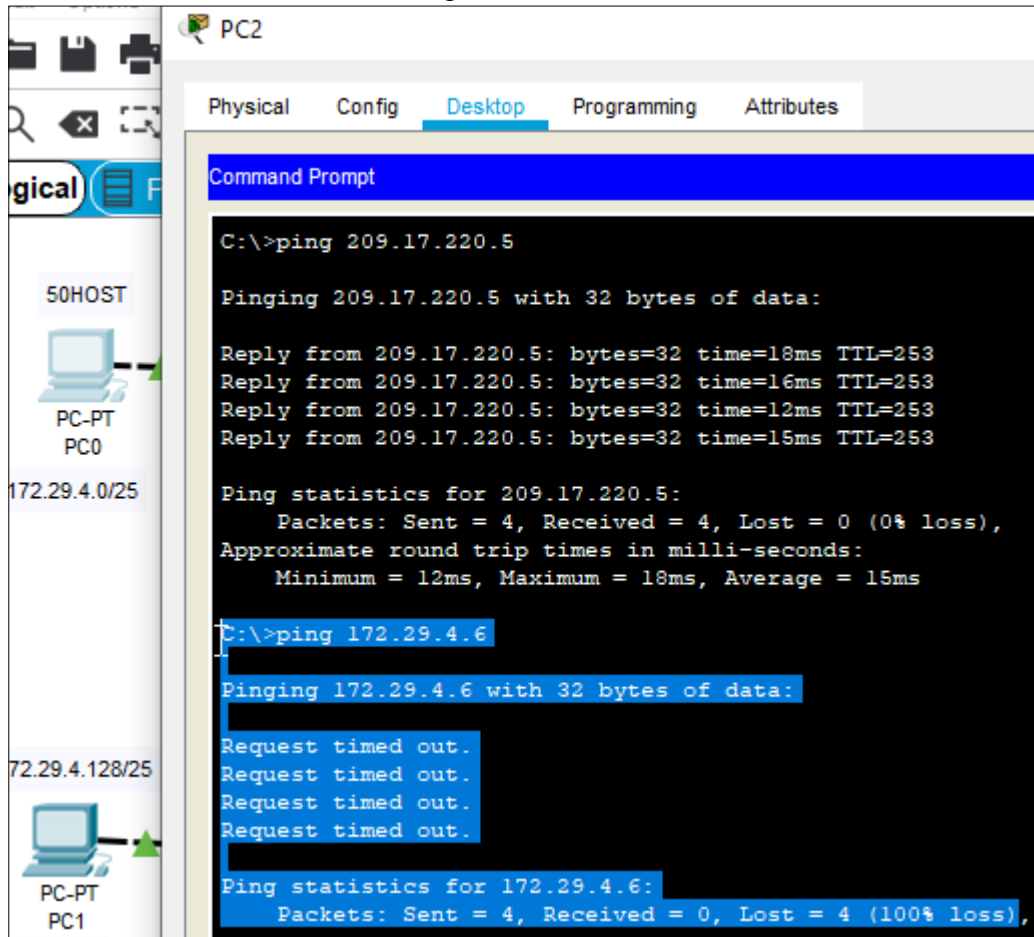 PC2
Physical Config Desktop Programming Attributes
gical
Command Prompt
C:\>ping 209.17.220.5
Pinging 209.17.220.5 with 32 bytes of data:
Reply from 209.17.220.5: bytes=32 time=18ms TTL=253
Reply from 209.17.220.5: bytes=32 time=16ms TTL=253
Reply from 209.17.220.5: bytes=32 time=12ms TTL=253
Reply from 209.17.220.5: bytes=32 time=15ms TTL=253
Ping statistics for 209.17.220.5:
Packets: Sent = 4, Received = 4, Lost = 0 (0% loss),
Approximate round trip times in milli-seconds:
Minimum = 12ms, Maximum = 18ms, Average = 15ms
C:\>ping 172.29.4.6
Pinging 172.29.4.6 with 32 bytes of data:
Request timed out.
Request timed out.
Request timed out.
Request timed out.
Ping statistics for 172.29.4.6:
Packets: Sent = 4, Received = 0, Lost = 4 (100% loss),
50HOST
PC-PT
PC0
172.29.4.0/25
72.29.4.128/25
PC-PT
PC1